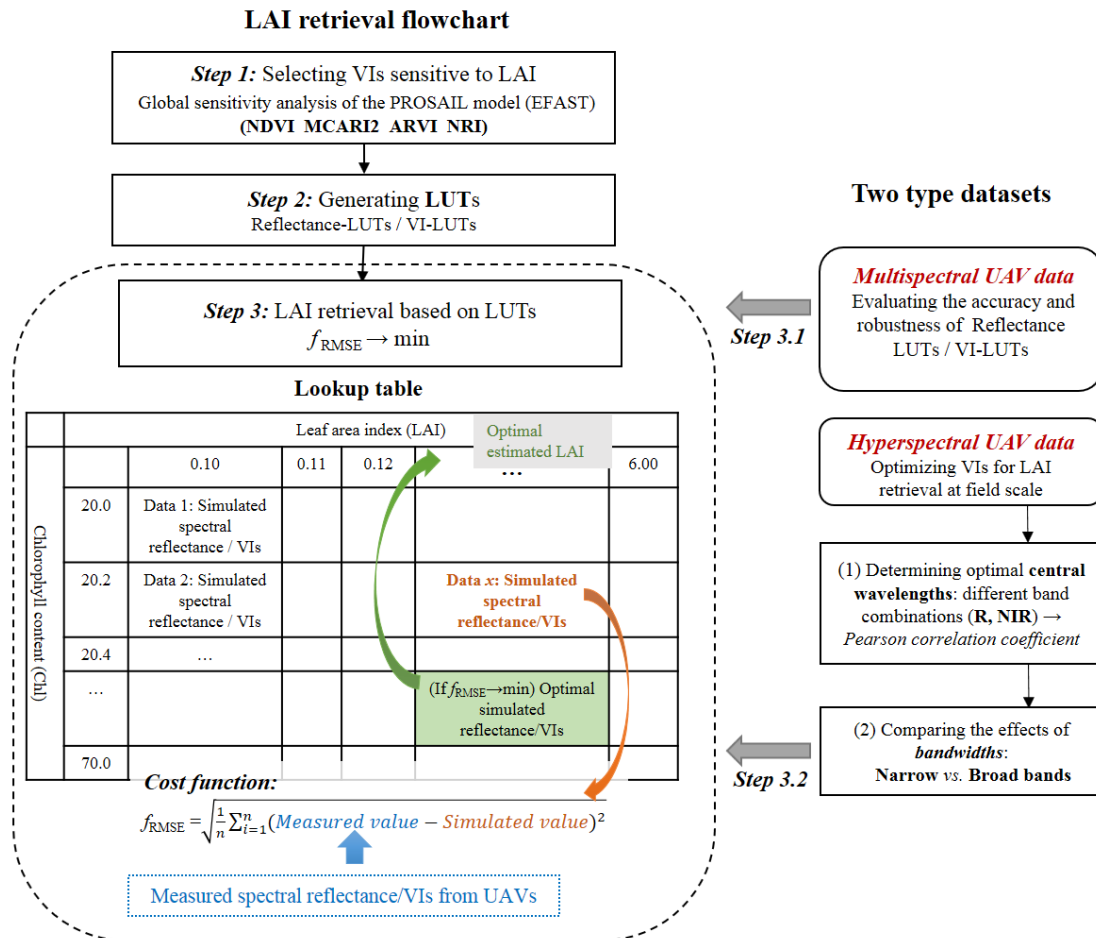 LAI retrieval flowchart
Step 1: Selecting VIs sensitive to LAI
Global sensitivity analysis of the PROSAIL model (EFAST)
(NDVI MCARI2 ARVI NRI)
Step 2: Generating LUTs
Reflectance-LUTs / VI-LUTs
Step 3: LAI retrieval based on LUTs
fRMSE → min
Lookup table
Leaf area index (LAI)
Optimal
estimated LAI
0.10
0.11
0.12
...
6.00
Chlorophyll content (Chl)
20.0
Data 1: Simulated
spectral
reflectance / VIs
20.2
Data 2: Simulated
spectral
reflectance / VIs
Data x: Simulated
spectral
reflectance/VIs
20.4
...
...
(If fRMSE→min) Optimal
simulated
reflectance/VIs
70.0
Cost function:
fRMSE = √(1/n ∑ⁿᵢ₌₁(Measured value − Simulated value)²
Measured spectral reflectance/VIs from UAVs
Two type datasets
Multispectral UAV data
Evaluating the accuracy and
robustness of Reflectance
LUTs / VI-LUTs
Step 3.1
Hyperspectral UAV data
Optimizing VIs for LAI
retrieval at field scale
(1) Determining optimal central
wavelengths: different band
combinations (R, NIR) →
Pearson correlation coefficient
(2) Comparing the effects of
bandwidths:
Narrow vs. Broad bands
Step 3.2